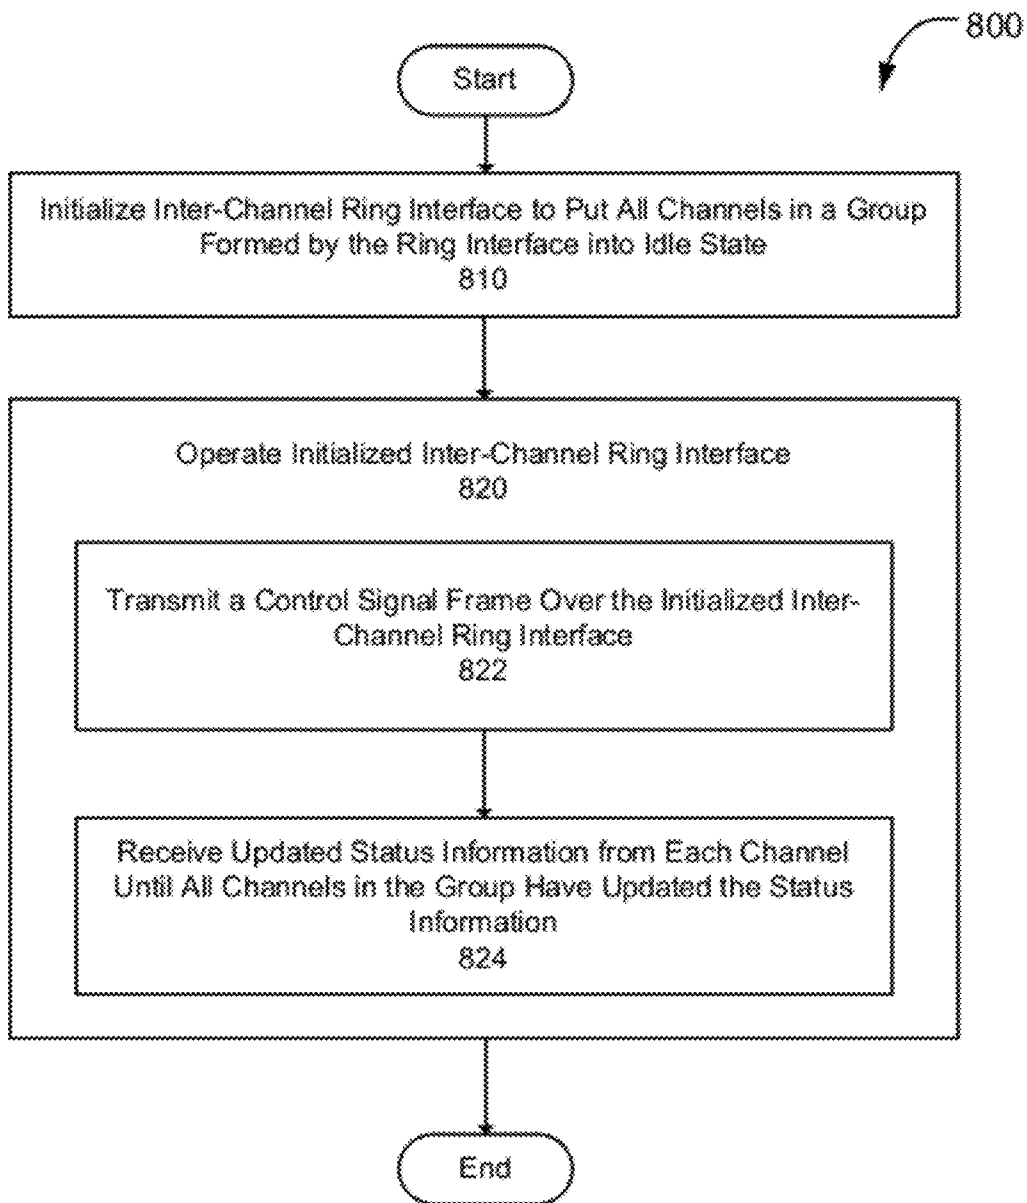 800
Start
Initialize Inter-Channel Ring Interface to Put All Channels in a Group
Formed by the Ring Interface into Idle State
810
Operate Initialized Inter-Channel Ring Interface
820
Transmit a Control Signal Frame Over the Initialized Inter-
Channel Ring Interface
822
Receive Updated Status Information from Each Channel
Until All Channels in the Group Have Updated the Status
Information
824
End